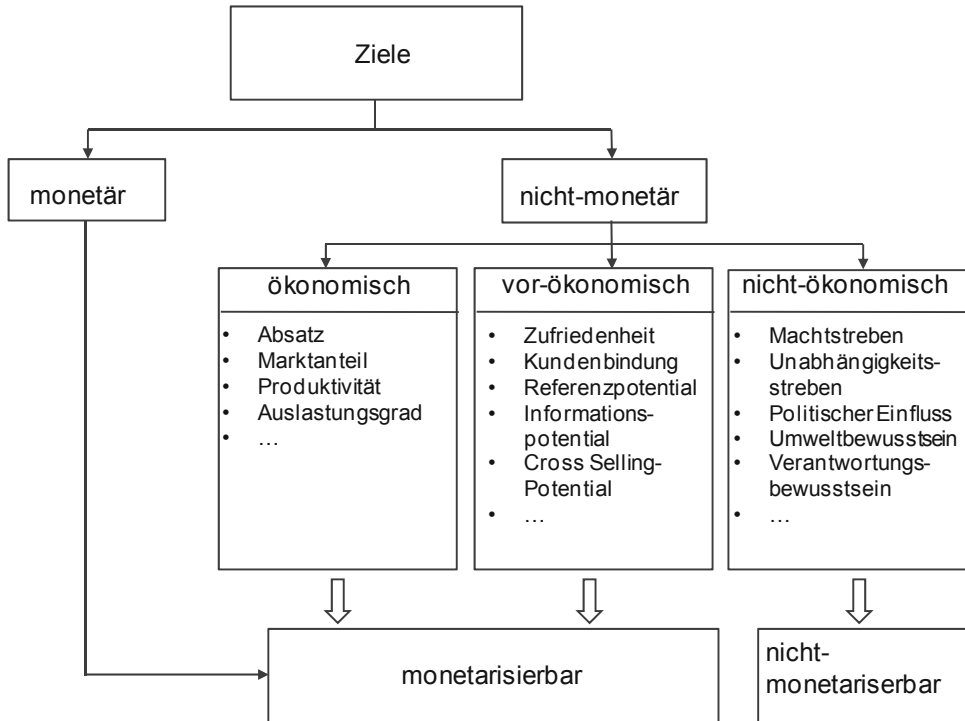 Ziele
monetär
nicht-monetär
ökonomisch
• Absatz
• Marktanteil
• Produktivität
• Auslastungsgrad
• …
vor-ökonomisch
• Zufriedenheit
• Kundenbindung
• Referenzpotential
• Informations-
potential
• Cross Selling-
Potential
• …
nicht-ökonomisch
• Machtstreben
• Unabhängigkeits-
streben
• Politischer Einfluss
• Umweltbewusstsein
• Verantwortungs-
bewusstsein
• …
monetarisierbar
nicht-
monetariserbar